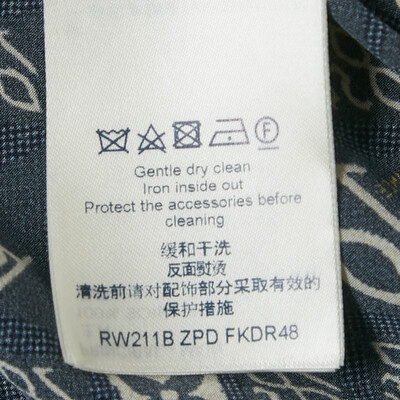 F
Gentle dry clean
Iron inside out
Protect the accessories before
cleaning
缓和干洗
反面熨烫
清洗前请对配饰部分采取有效的
保护措施
RW211B ZPD FKDR48